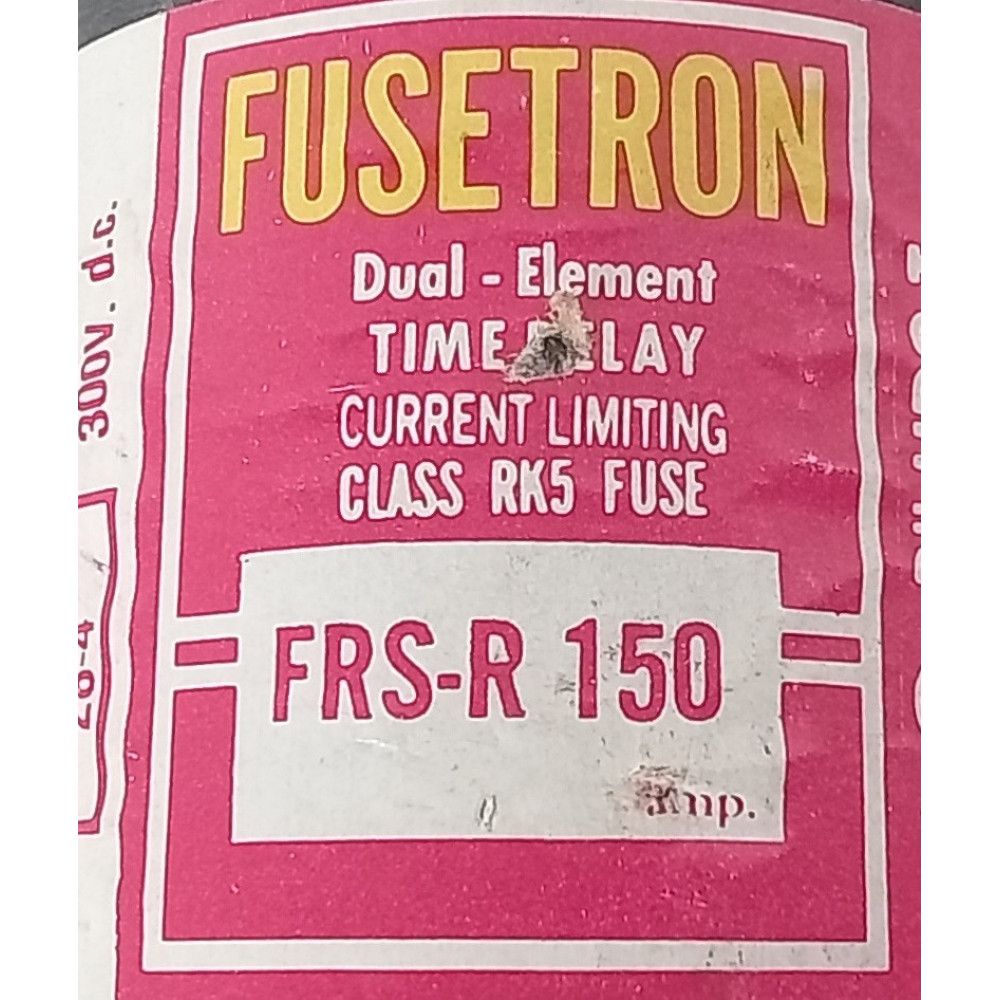 FUSETRON
Dual - Element
TIME DELAY
CURRENT LIMITING
CLASS RK5 FUSE
FRS-R 150
Amp.
300V. d.c.